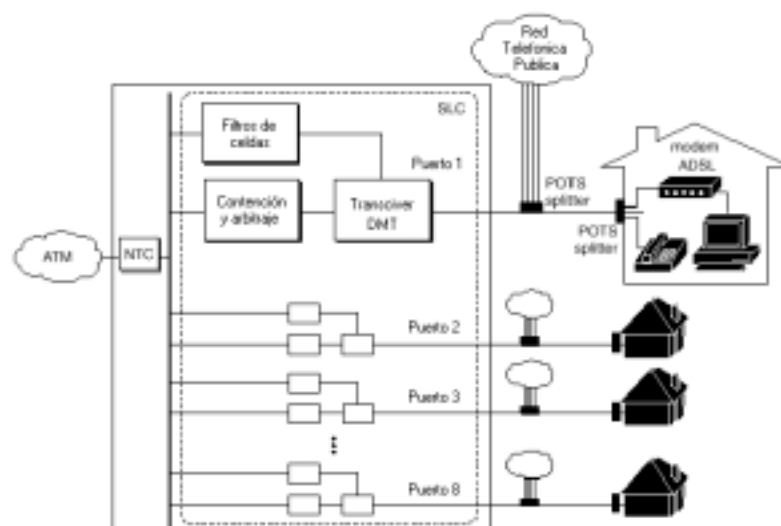 Red
Telefonica
Publica
SLC
Filtros de
celdas
Puerto 1
modem
ADSL
POTS
splitter
Contención
y arbitraje
Transciver
DMT
POTS
splitter
ATM
NTC
Puerto 2
Puerto 3
Puerto 8